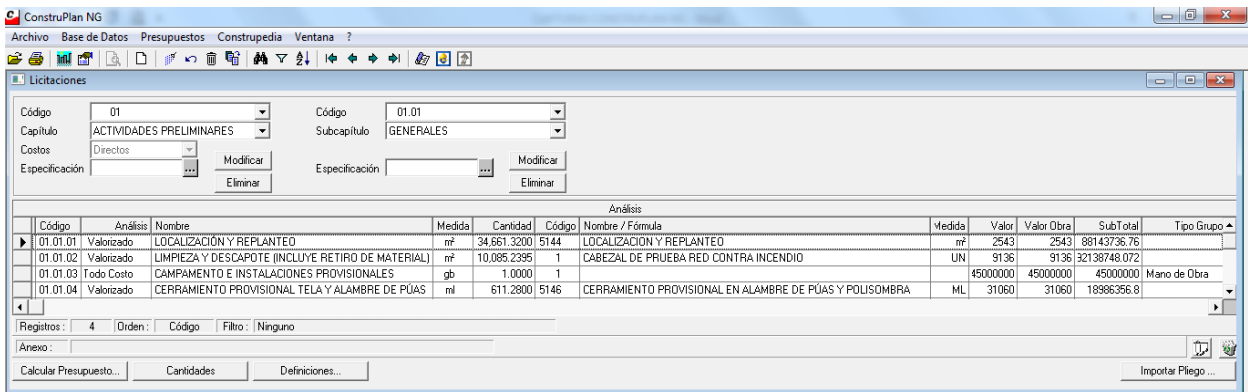 ConstruPlan NG
Archivo Base de Datos Presupuestos Construpedia Ventana ?
Licitaciones
Código 01 Código 01.01
Capítulo ACTIVIDADES PRELIMINARES Subcapítulo GENERALES
Costos Directos
Especificación ... Modificar Especificación ... Modificar
Eliminar Eliminar
Análisis
Código Análisis Nombre Medida Cantidad Código Nombre / Fórmula Medida Valor Valor Obra SubTotal Tipo Grupo
01.01.01 Valorizado LOCALIZACIÓN Y REPLANTEO m² 34,661.3200 5144 LOCALIZACION Y REPLANTEO m² 2543 2543 88143736.76
01.01.02 Valorizado LIMPIEZA Y DESCAPOTE (INCLUYE RETIRO DE MATERIAL) m² 10,085.2395 1 CABEZAL DE PRUEBA RED CONTRA INCENDIO UN 9136 9136 32138748.072
01.01.03 Todo Costo CAMPAMENTO E INSTALACIONES PROVISIONALES gb 1.0000 1 45000000 45000000 45000000 Mano de Obra
01.01.04 Valorizado CERRAMIENTO PROVISIONAL TELA Y ALAMBRE DE PÚAS ml 611.2800 5146 CERRAMIENTO PROVISIONAL EN ALAMBRE DE PÚAS Y POLISOMBRA ML 31060 31060 18986356.8
Registros : 4 Orden : Código Filtro : Ninguno
Anexo :
Calcular Presupuesto... Cantidades Definiciones... Importar Pliego ...